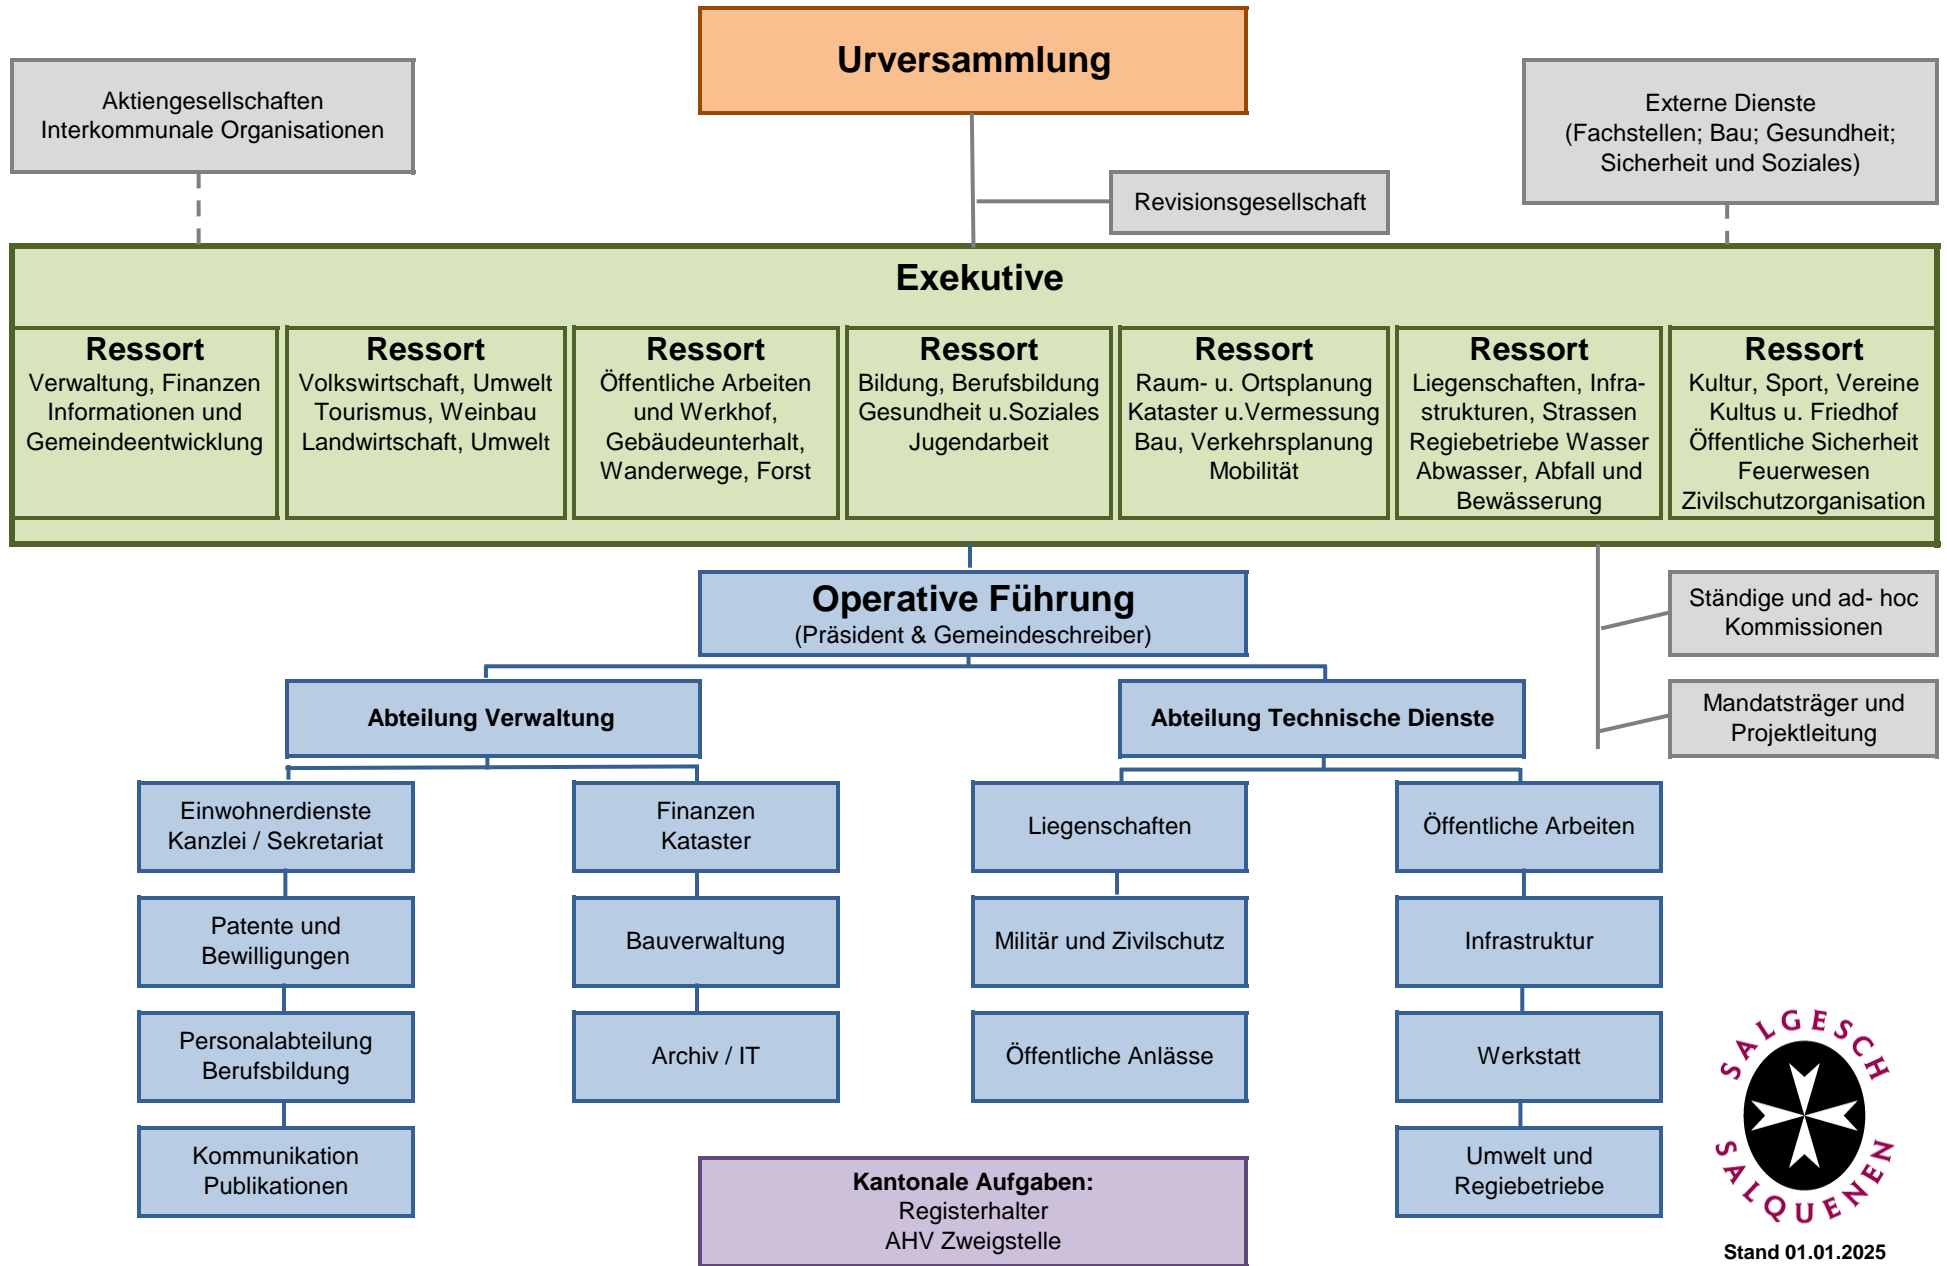 Urversammlung
Aktiengesellschaften
Interkommunale Organisationen
Externe Dienste
(Fachstellen; Bau; Gesundheit;
Sicherheit und Soziales)
Revisionsgesellschaft
Exekutive
Ressort
Verwaltung, Finanzen
Informationen und
Gemeindeentwicklung
Ressort
Volkswirtschaft, Umwelt
Tourismus, Weinbau
Landwirtschaft, Umwelt
Ressort
Öffentliche Arbeiten
und Werkhof,
Gebäudeunterhalt,
Wanderwege, Forst
Ressort
Bildung, Berufsbildung
Gesundheit u.Soziales
Jugendarbeit
Ressort
Raum- u. Ortsplanung
Kataster u.Vermessung
Bau, Verkehrsplanung
Mobilität
Ressort
Liegenschaften, Infra-
strukturen, Strassen
Regiebetriebe Wasser
Abwasser, Abfall und
Bewässerung
Ressort
Kultur, Sport, Vereine
Kultus u. Friedhof
Öffentliche Sicherheit
Feuerwesen
Zivilschutzorganisation
Operative Führung
(Präsident & Gemeindeschreiber)
Ständige und ad- hoc
Kommissionen
Mandatsträger und
Projektleitung
Abteilung Verwaltung
Abteilung Technische Dienste
Einwohnerdienste
Kanzlei / Sekretariat
Finanzen
Kataster
Liegenschaften
Öffentliche Arbeiten
Patente und
Bewilligungen
Bauverwaltung
Militär und Zivilschutz
Infrastruktur
Personalabteilung
Berufsbildung
Archiv / IT
Öffentliche Anlässe
Werkstatt
Kommunikation
Publikationen
Umwelt und
Regiebetriebe
Kantonale Aufgaben:
Registerhalter
AHV Zweigstelle
SALGESCH
SALQUENEN
Stand 01.01.2025